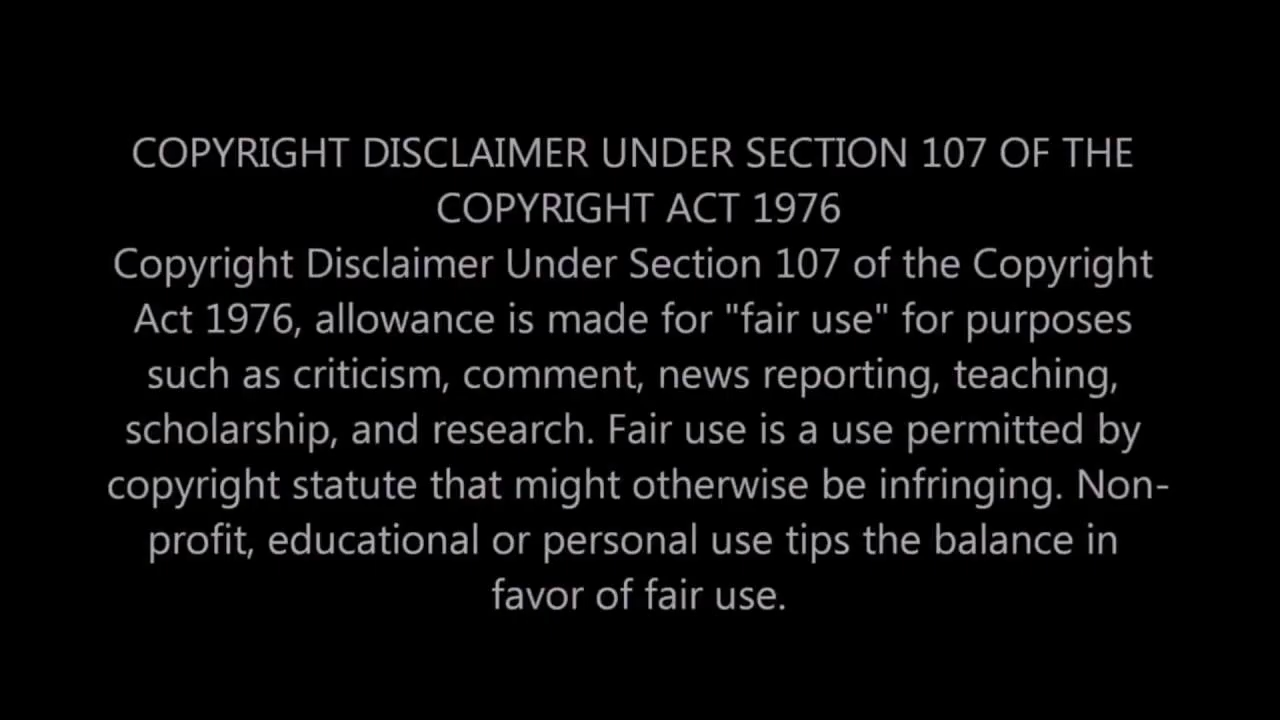 COPYRIGHT DISCLAIMER UNDER SECTION 107 OF THE
COPYRIGHT ACT 1976
Copyright Disclaimer Under Section 107 of the Copyright
Act 1976, allowance is made for "fair use" for purposes
such as criticism, comment, news reporting, teaching,
scholarship, and research. Fair use is a use permitted by
copyright statute that might otherwise be infringing. Non-
profit, educational or personal use tips the balance in
favor of fair use.